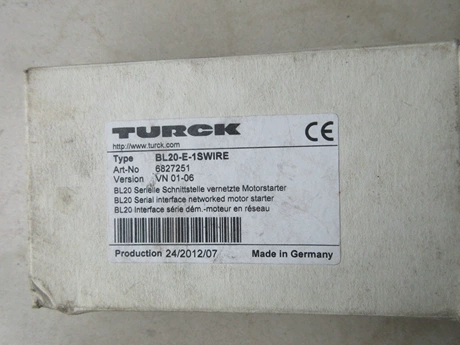 TURCK
CE
http://www.turck.com
Type BL20-E-1SWIRE
Art-No 6827251
Version VN 01-06
BL20 Serielle Schnittstelle vernetzte Motorstarter
BL20 Serial interface networked motor starter
BL20 Interface série dém.-moteur en réseau
Production 24/2012/07 Made in Germany